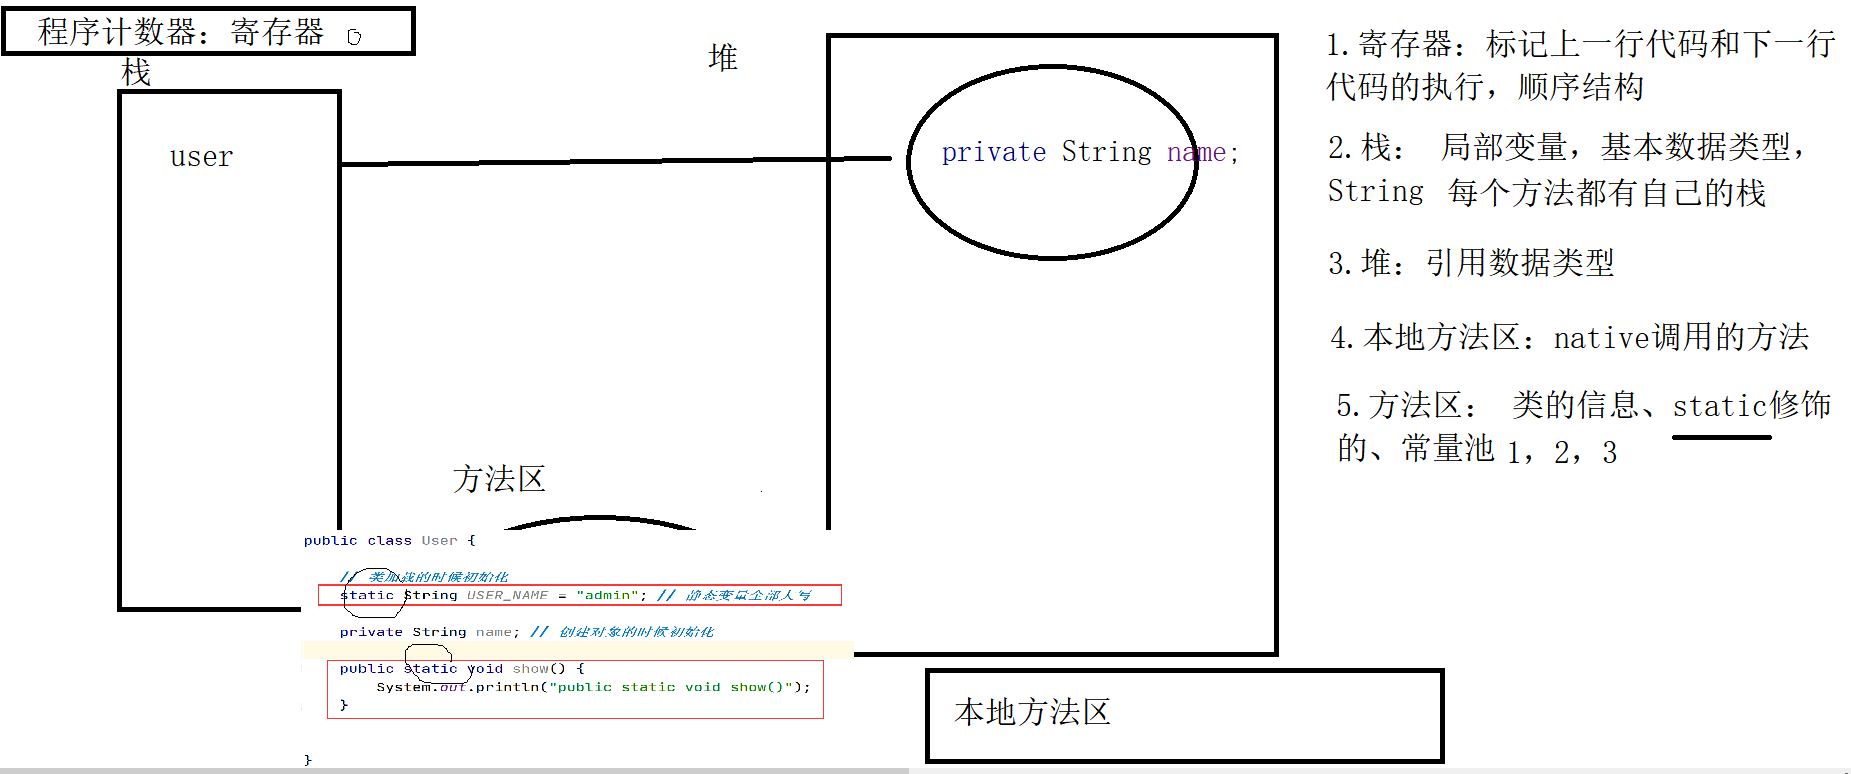 程序计数器：寄存器
栈
user
堆
private String name;
方法区
public class User {
// 类加载的时候初始化
static String USER_NAME = "admin"; // 静态变量全部大写
private String name; // 创建对象的时候初始化
public static void show() {
System.out.println("public static void show()");
}
}
本地方法区
1.寄存器：标记上一行代码和下一行
代码的执行，顺序结构
2.栈： 局部变量，基本数据类型，
String 每个方法都有自己的栈
3.堆：引用数据类型
4.本地方法区：native调用的方法
5.方法区： 类的信息、static修饰
的、常量池 1，2，3